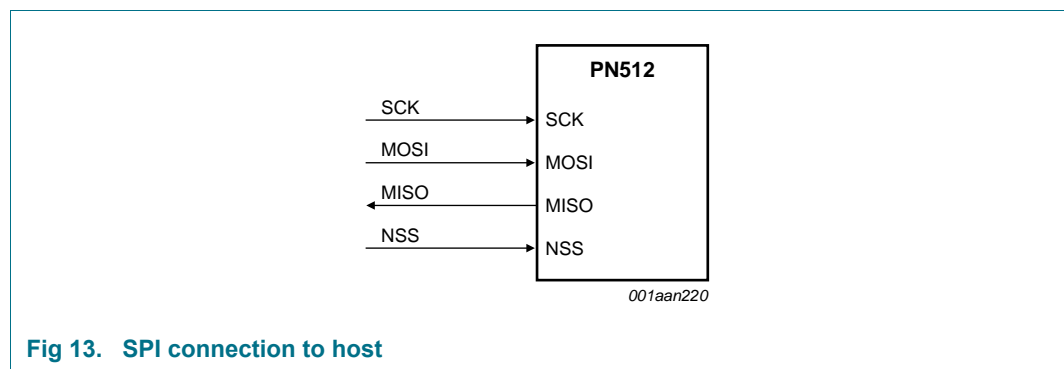 PN512
SCK SCK
MOSI MOSI
MISO MISO
NSS NSS
001aan220
Fig 13. SPI connection to host